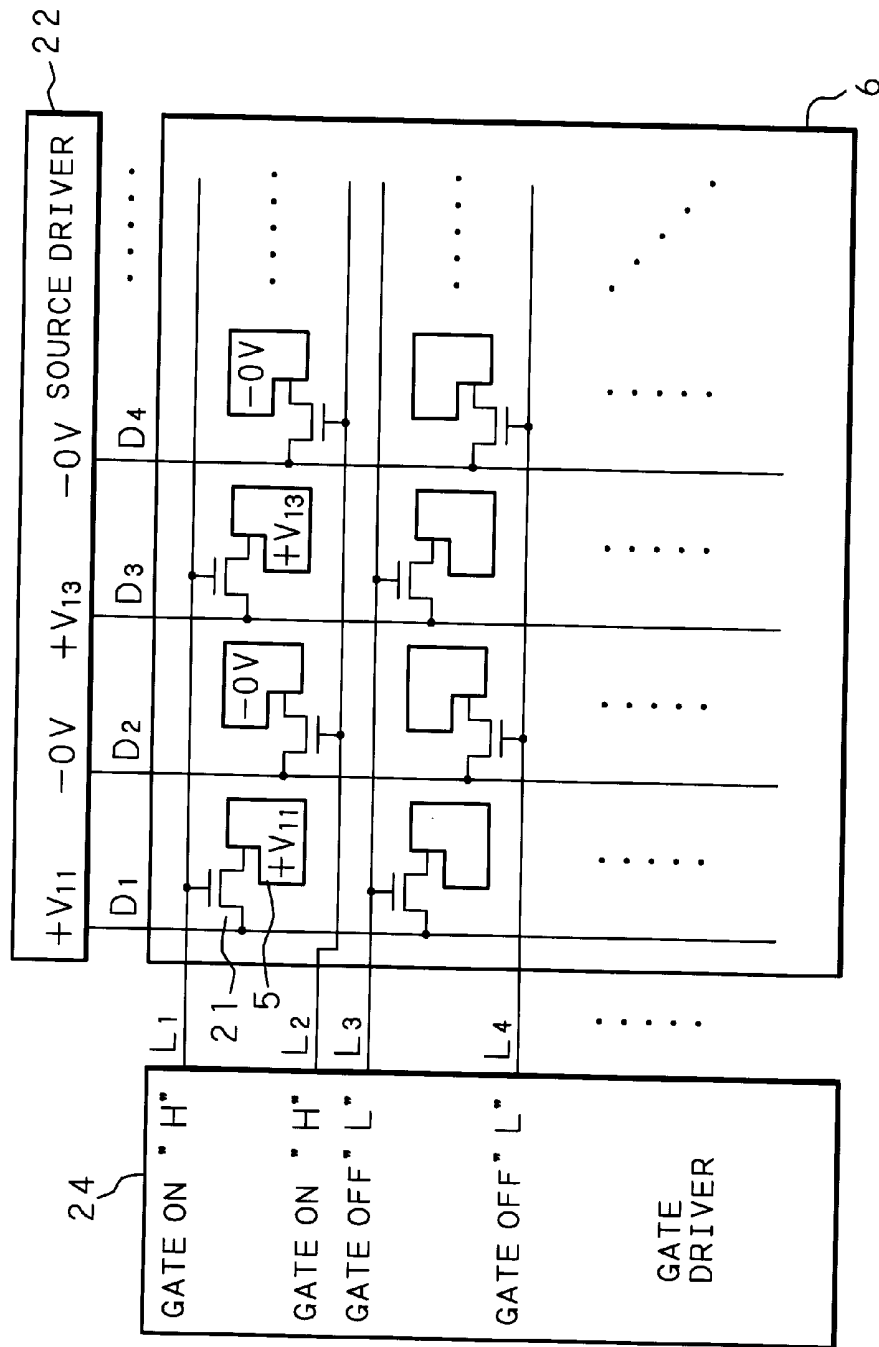 22
+V11 -0V +V13 -0V SOURCE DRIVER
D1 D2 D3 D4
24
GATE ON "H"
L1
21
+V11
-0V
+V13
-0V
5
GATE ON "H"
L2
GATE OFF "L"
L3
GATE OFF "L"
L4
GATE
DRIVER
6